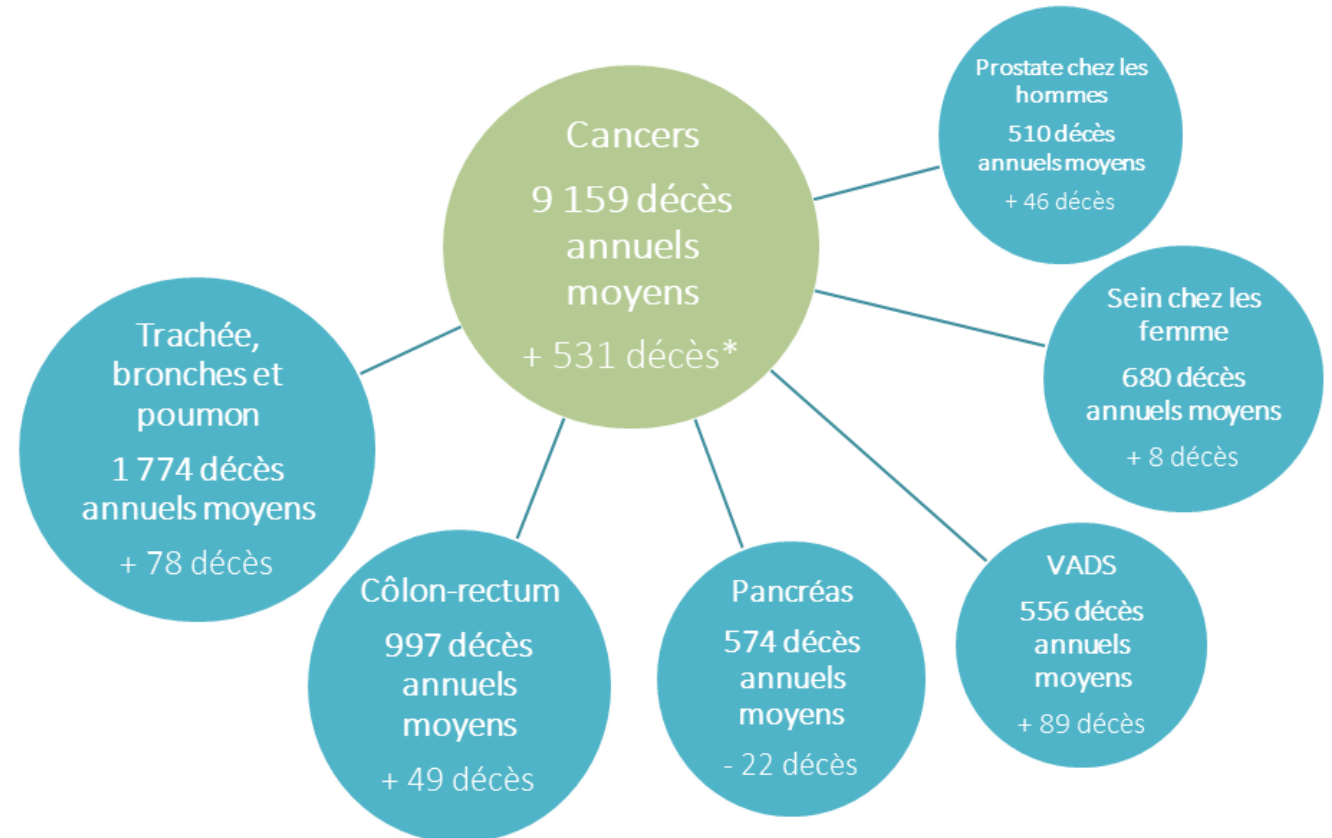 Cancers
9 159 décès
annuels
moyens
+ 531 décès*
Prostate chez les
hommes
510 décès
annuels moyens
+ 46 décès
Sein chez les
femme
680 décès
annuels moyens
+ 8 décès
VADS
556 décès
annuels
moyens
+ 89 décès
Pancréas
574 décès
annuels
moyens
- 22 décès
Côlon-rectum
997 décès
annuels
moyens
+ 49 décès
Trachée,
bronches et
poumon
1 774 décès
annuels moyens
+ 78 décès